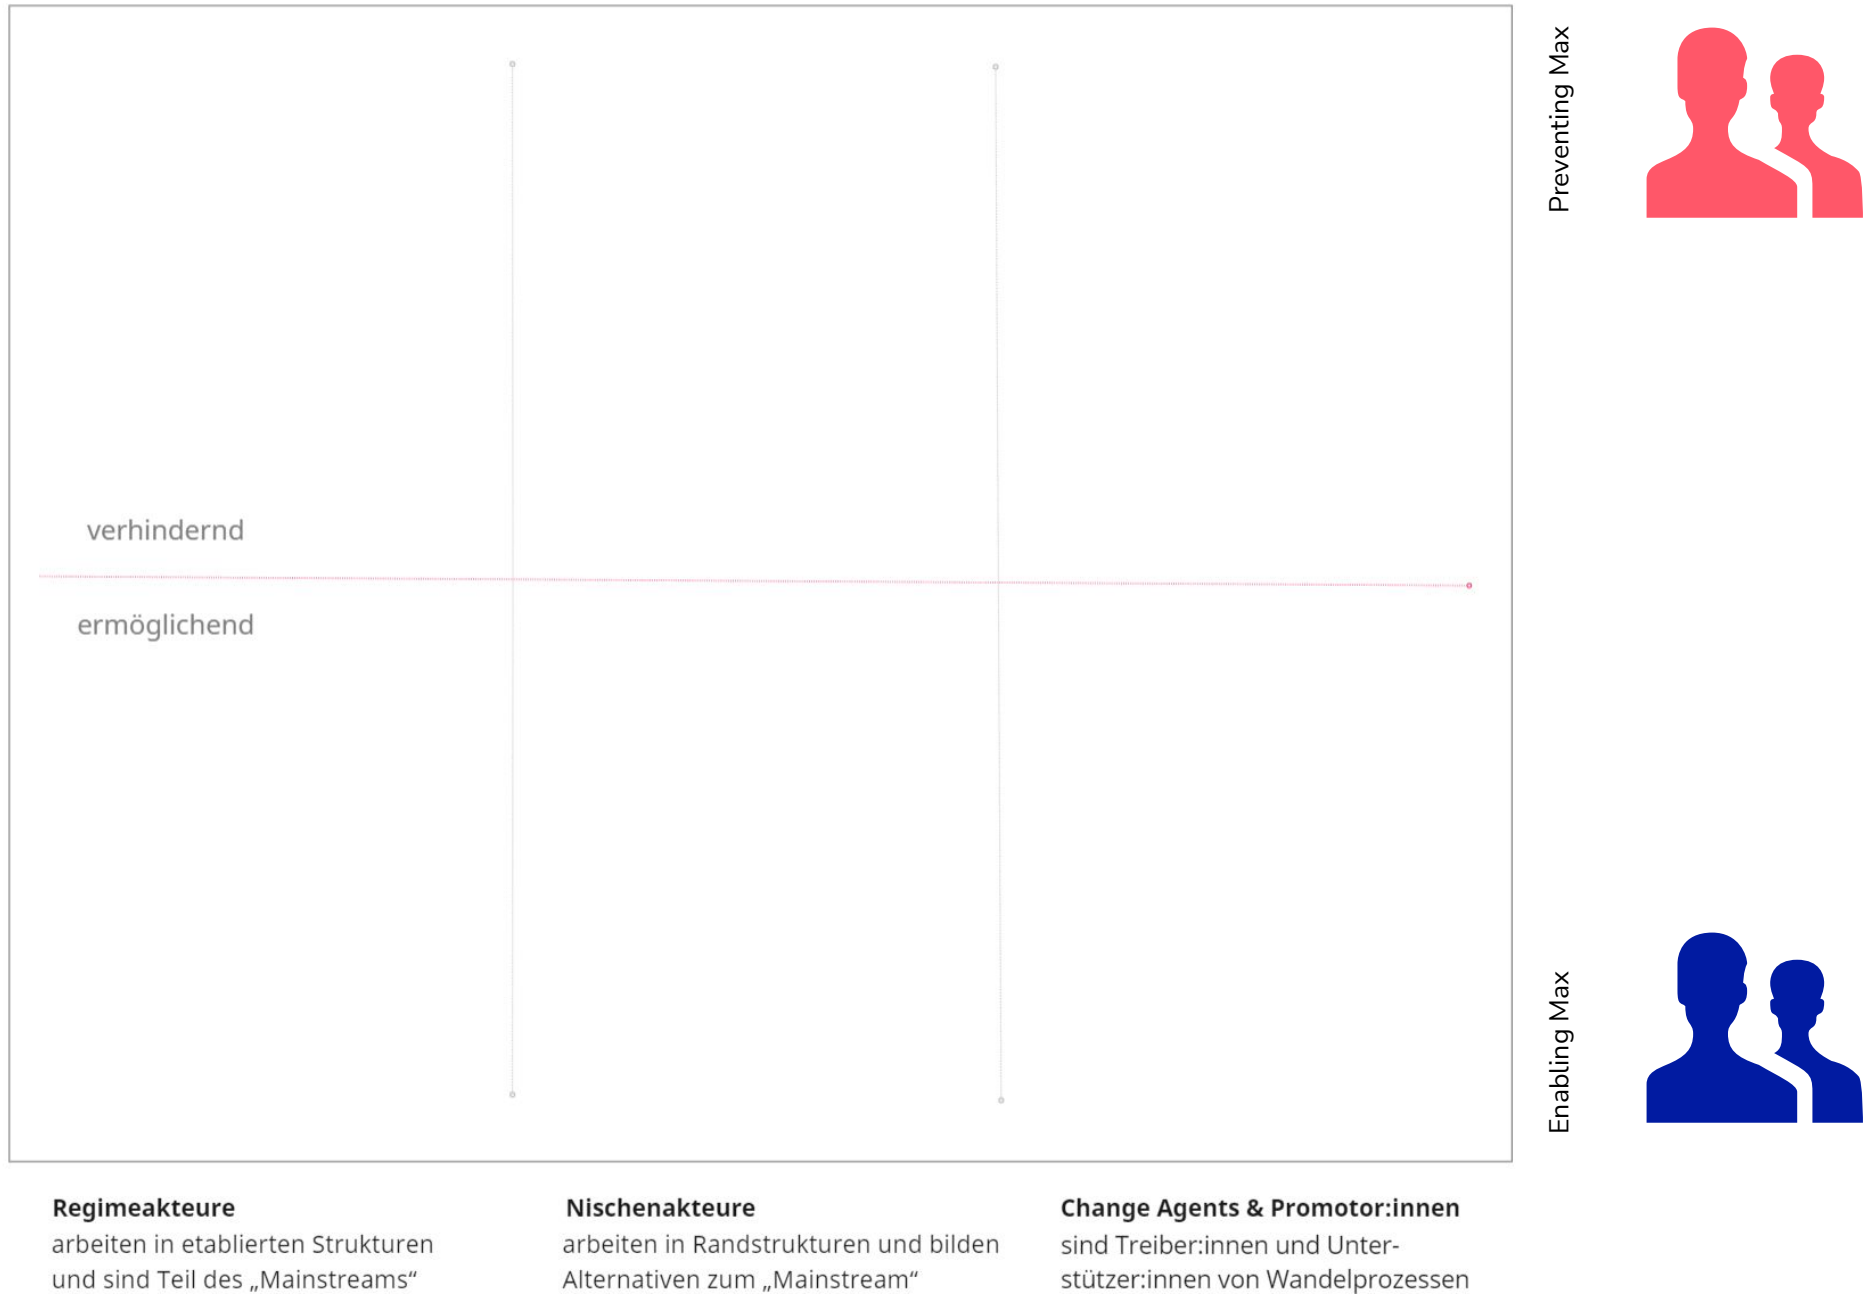 Preventing Max
verhindernd
ermöglichend
Enabling Max
Regimeakteure
arbeiten in etablierten Strukturen
und sind Teil des „Mainstreams“
Nischenakteure
arbeiten in Randstrukturen und bilden
Alternativen zum „Mainstream“
Change Agents & Promotor:innen
sind Treiber:innen und Unter-
stützer:innen von Wandelprozessen